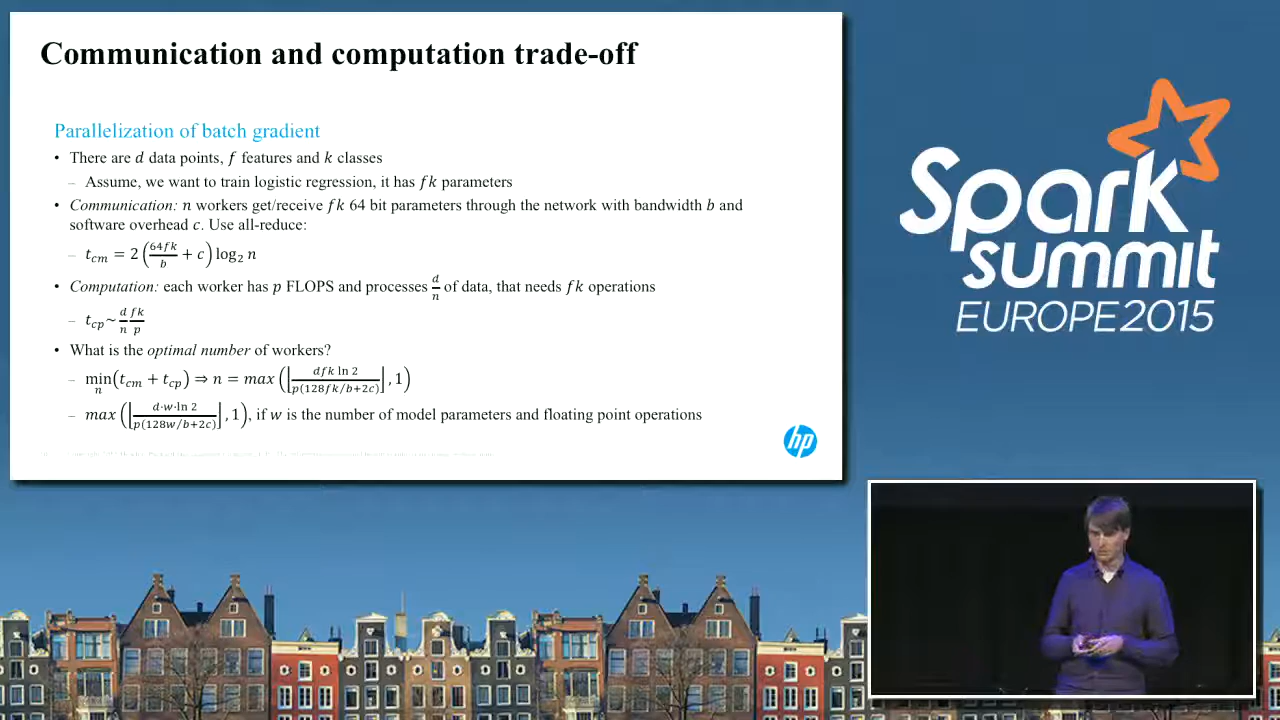 Communication and computation trade-off
Parallelization of batch gradient
• There are d data points, f features and k classes
– Assume, we want to train logistic regression, it has fk parameters
• Communication: n workers get/receive fk 64 bit parameters through the network with bandwidth b and
software overhead c. Use all-reduce:
– t_cm = 2 (64fk/b + c) log₂ n
• Computation: each worker has p FLOPS and processes d/n of data, that needs fk operations
– t_cp ~ d/n fk/p
• What is the optimal number of workers?
– min_n (t_cm + t_cp) ⇒ n = max (⌊dfk ln 2 / p(128fk/b+2c)⌋, 1)
– max (⌊d·w·ln 2 / p(128w/b+2c)⌋, 1), if w is the number of model parameters and floating point operations
hp
Spark
summit
EUROPE 2015